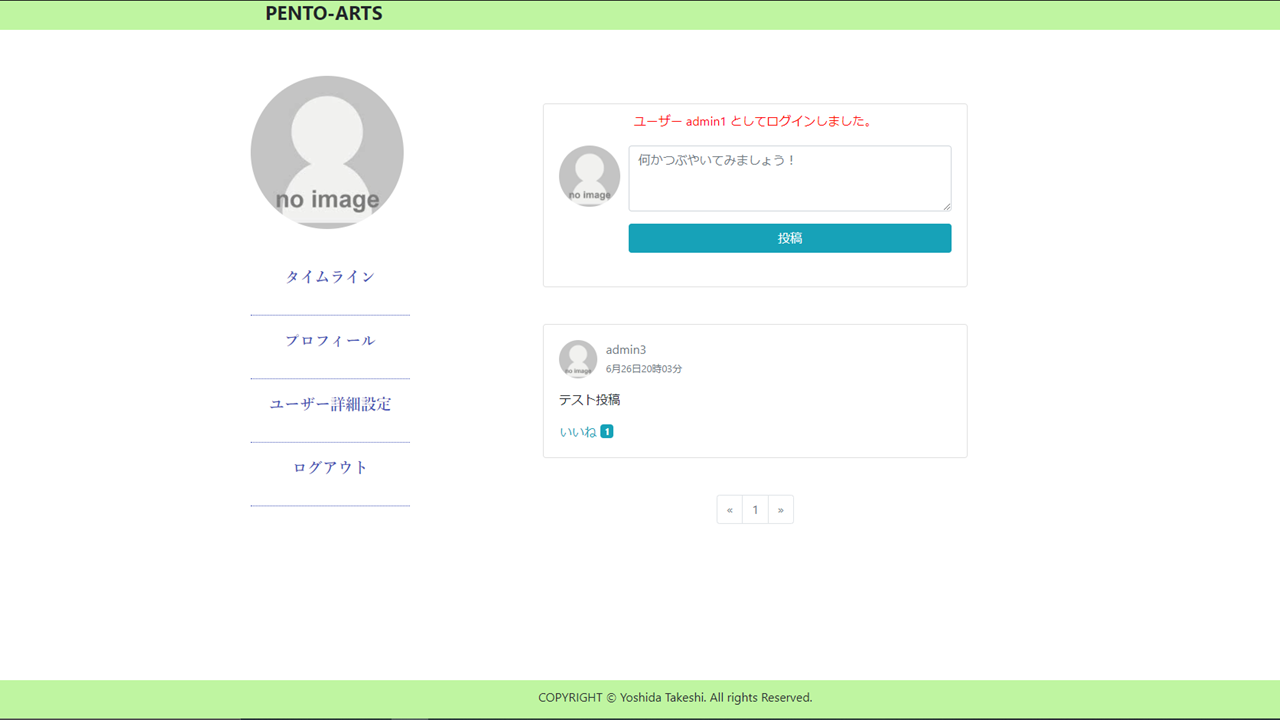 PENTO-ARTS
no image
タイムライン
プロフィール
ユーザー詳細設定
ログアウト
ユーザー admin1 としてログインしました。
no image
何かつぶやいてみましょう！
投稿
no image
admin3
6月26日20時03分
テスト投稿
いいね 1
« 1 »
COPYRIGHT © Yoshida Takeshi. All rights Reserved.